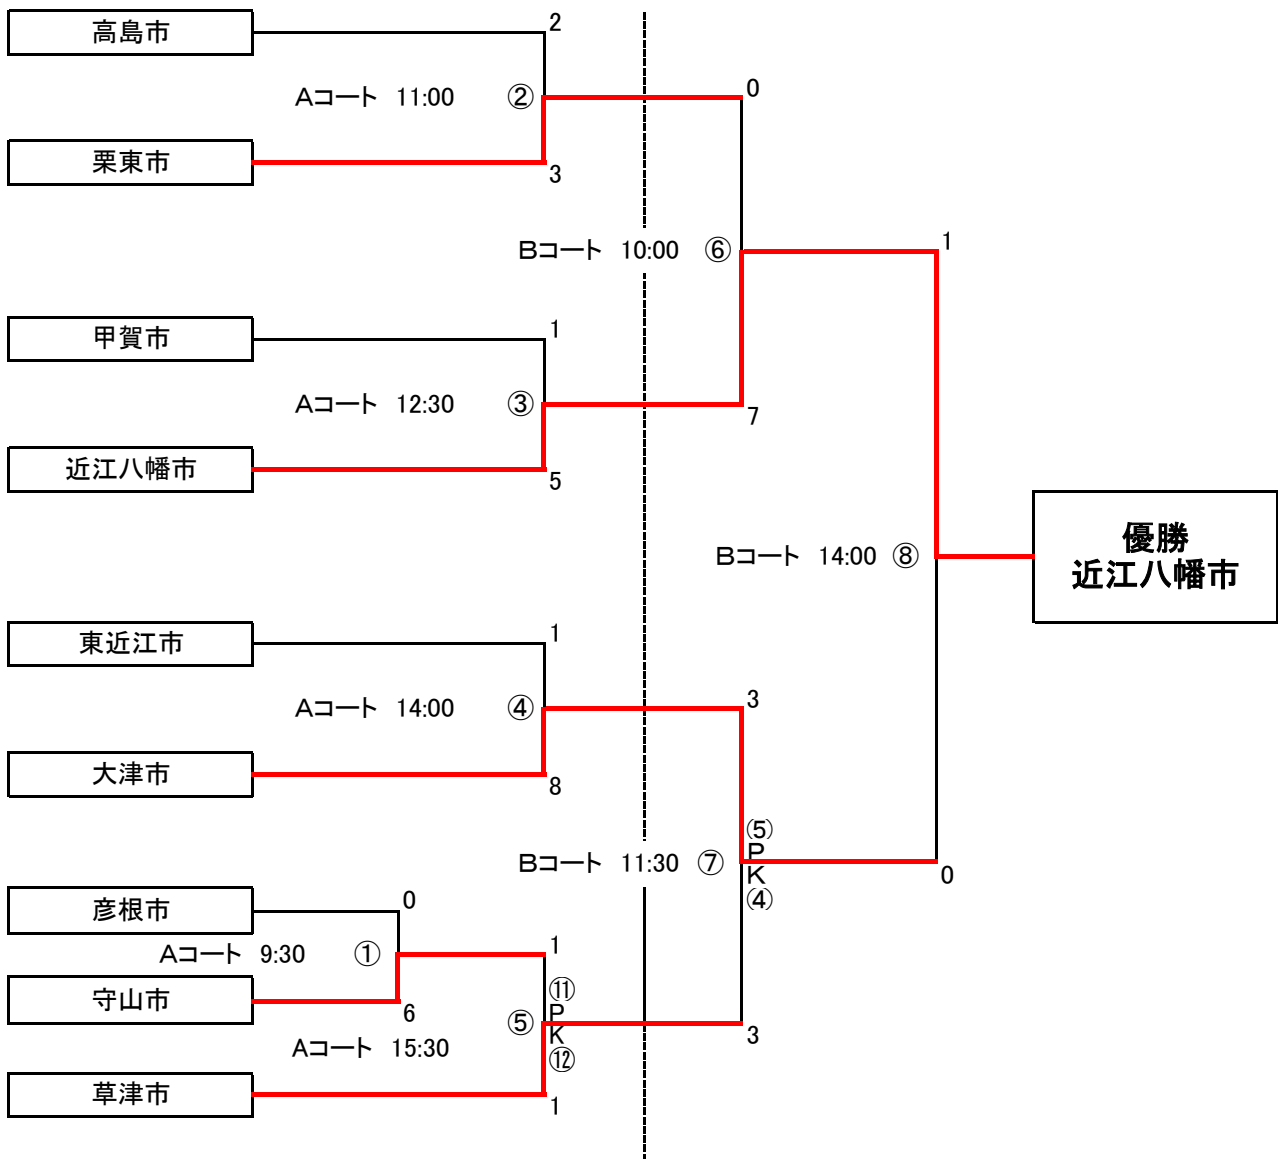 高島市
2
Aコート 11:00 ②
0
栗東市
3
Bコート 10:00 ⑥
1
甲賀市
1
Aコート 12:30 ③
7
近江八幡市
5
優勝
近江八幡市
Bコート 14:00 ⑧
東近江市
1
Aコート 14:00 ④
3
大津市
8
(5)
P
K
(4)
Bコート 11:30 ⑦
0
彦根市
0
Aコート 9:30 ①
1
守山市
6
⑪
P
K
⑫
⑤
Aコート 15:30
3
草津市
1